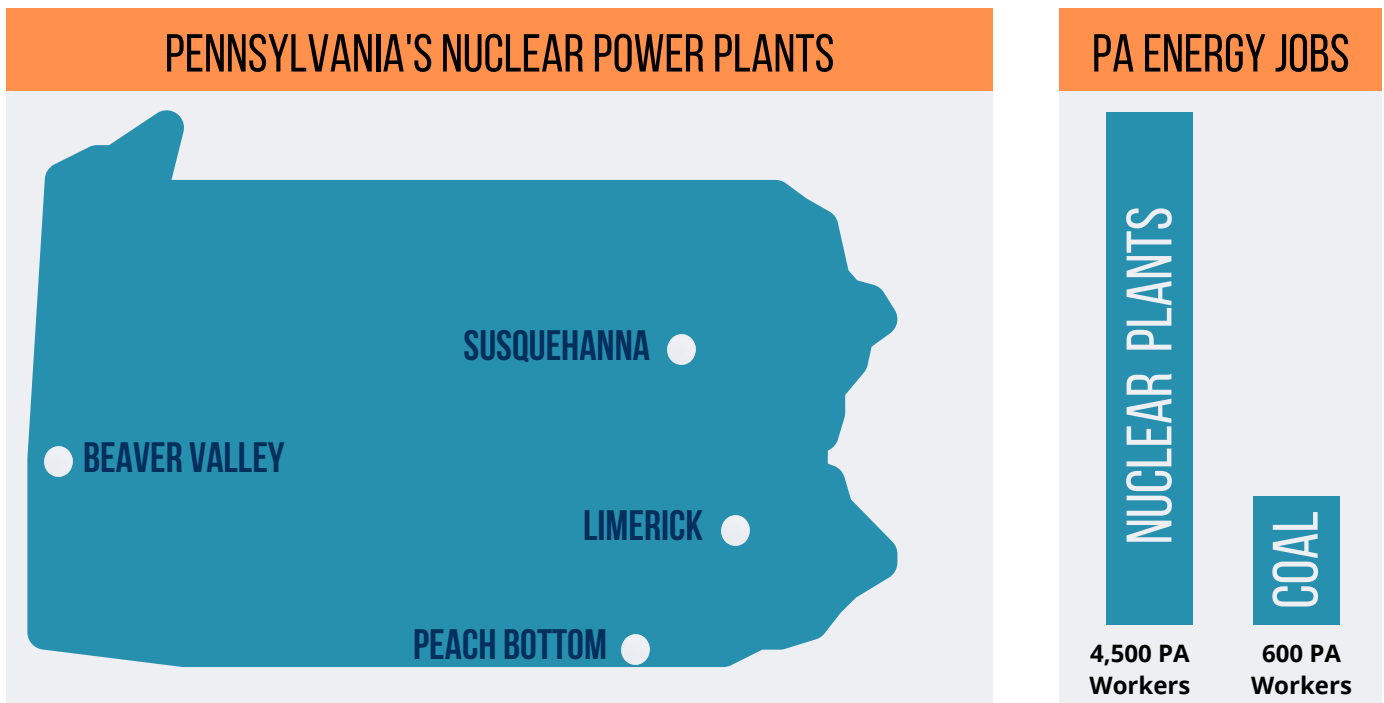 PENNSYLVANIA'S NUCLEAR POWER PLANTS
SUSQUEHANNA
BEAVER VALLEY
LIMERICK
PEACH BOTTOM
PA ENERGY JOBS
NUCLEAR PLANTS
COAL
4,500 PA
Workers
600 PA
Workers